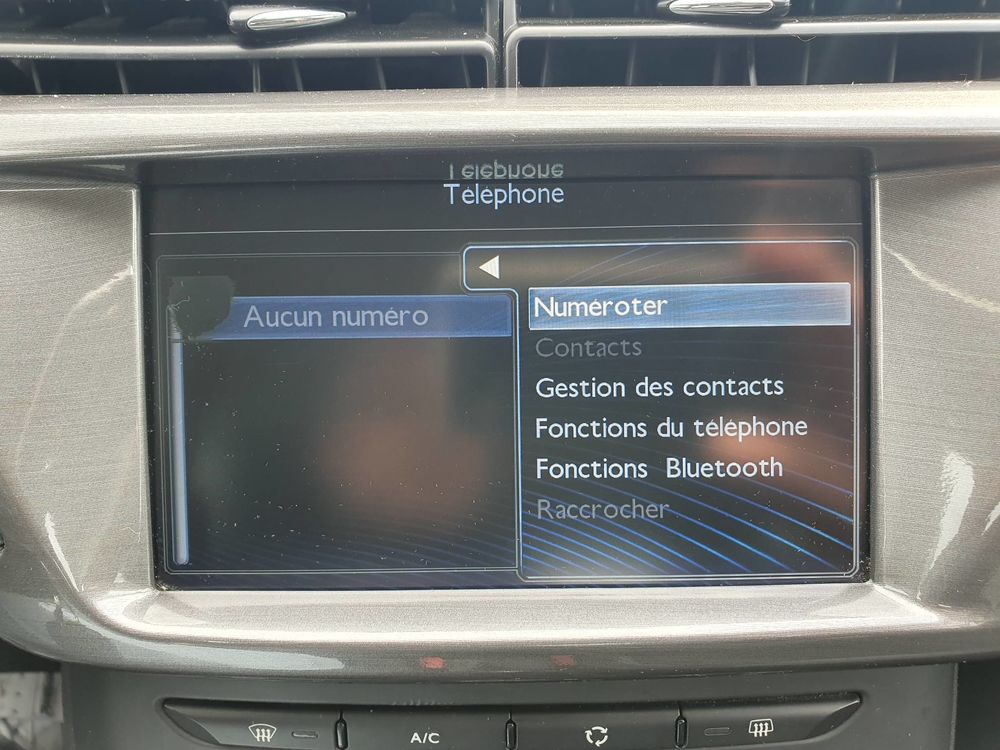 Téléphone
Aucun numéro
Numéroter
Contacts
Gestion des contacts
Fonctions du téléphone
Fonctions Bluetooth
Raccrocher
A/C